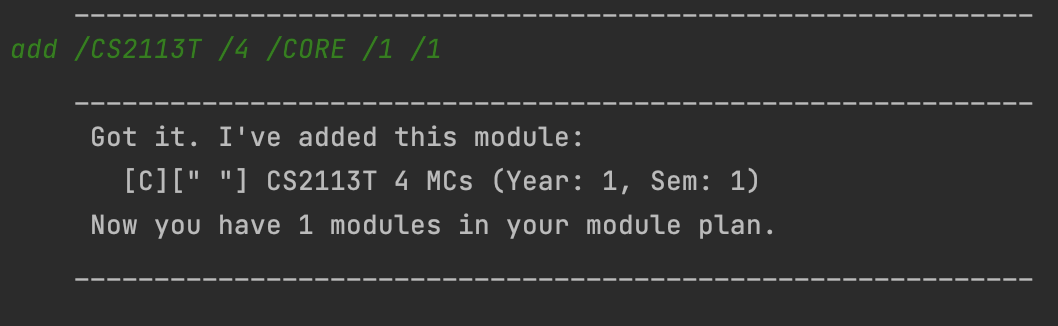 ____________________________________________________________
add /CS2113T /4 /CORE /1 /1
____________________________________________________________
Got it. I've added this module:
[C][" "] CS2113T 4 MCs (Year: 1, Sem: 1)
Now you have 1 modules in your module plan.
____________________________________________________________